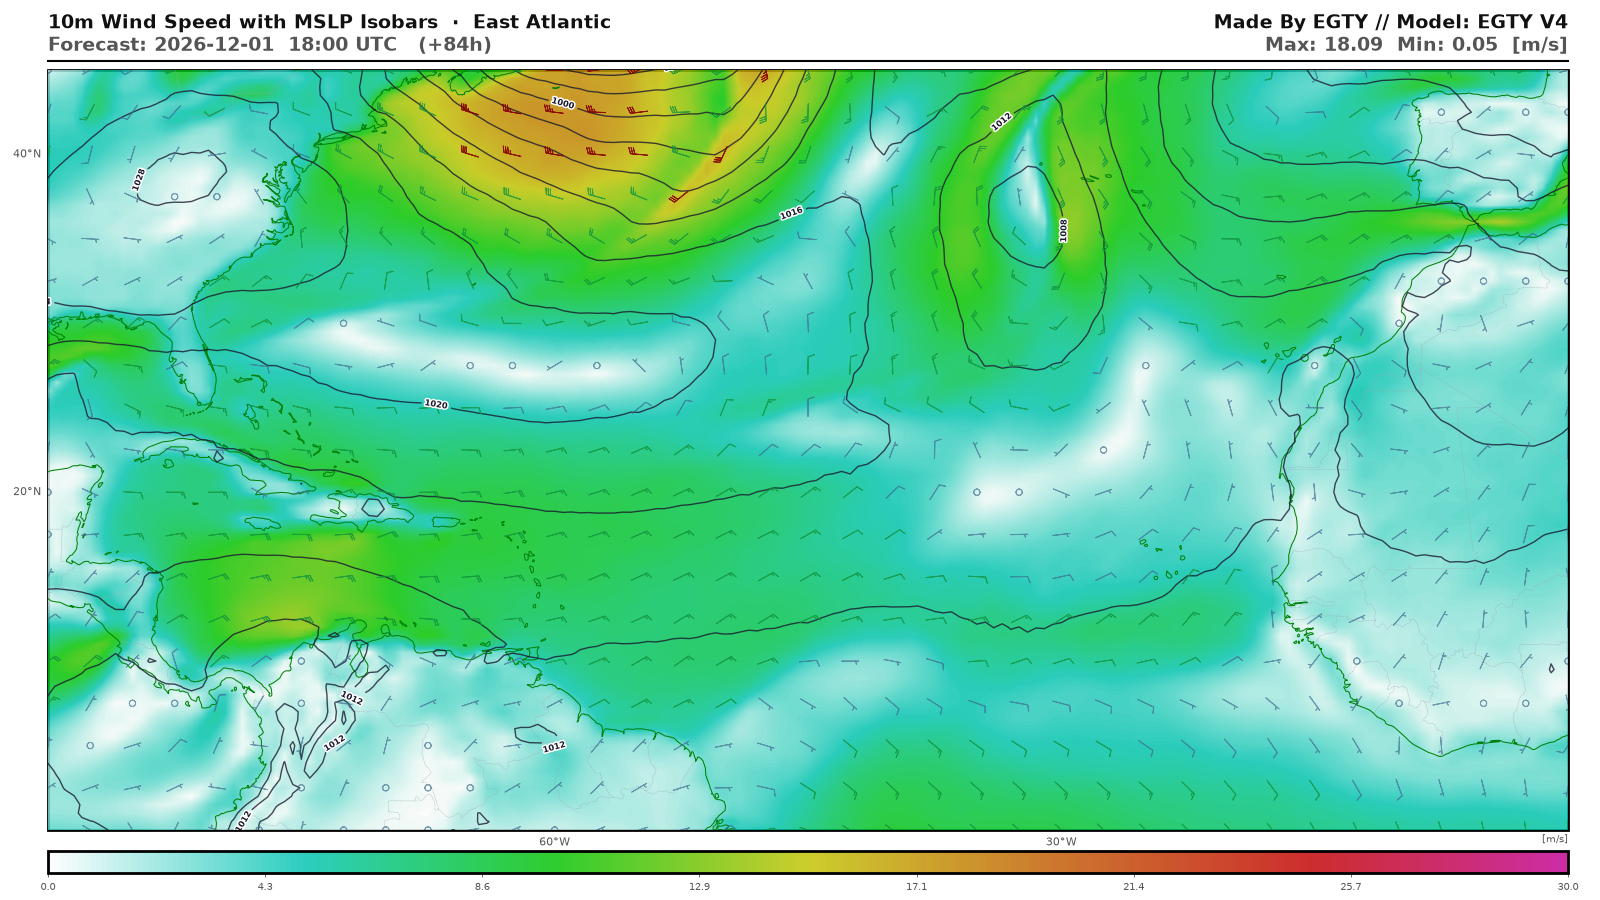 10m Wind Speed with MSLP Isobars · East Atlantic
Made By EGTY // Model: EGTY V4
Forecast: 2026-12-01 18:00 UTC (+84h)
Max: 18.09 Min: 0.05 [m/s]
1000
1012
40°N
1028
1016
1008
1020
20°N
1012
1012
1012
1012
60°W
30°W
[m/s]
0.0
4.3
8.6
12.9
17.1
21.4
25.7
30.0